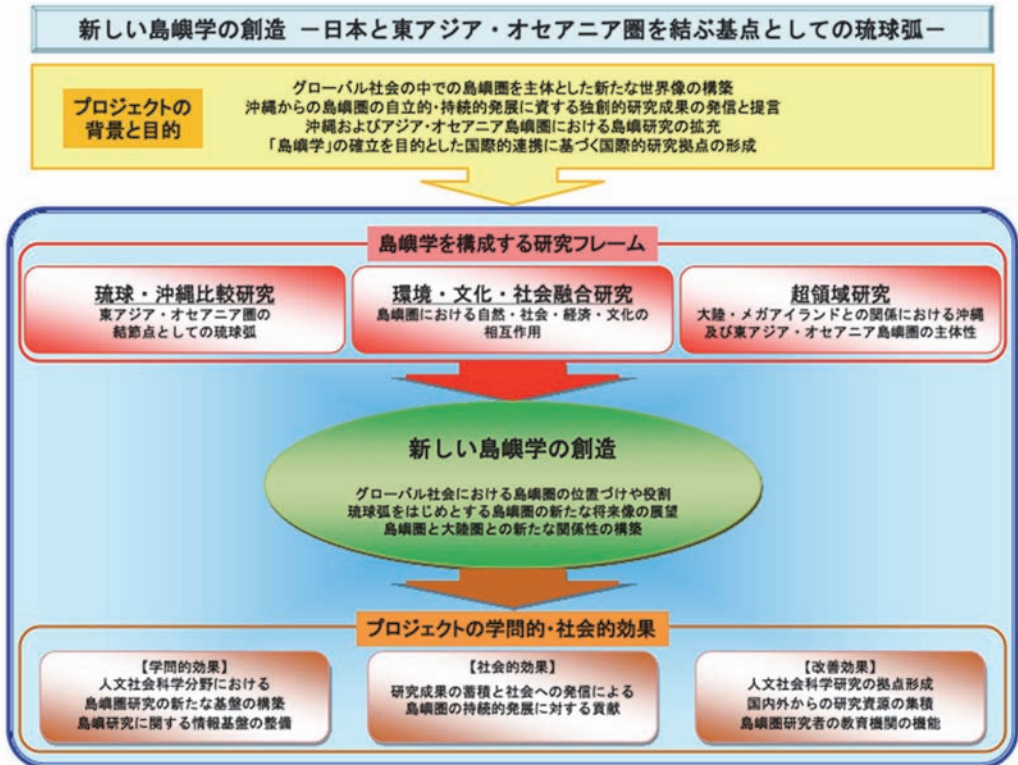 新しい島嶼学の創造 −日本と東アジア・オセアニア圏を結ぶ基点としての琉球弧−
プロジェクトの
背景と目的
グローバル社会の中での島嶼圏を主体とした新たな世界像の構築
沖縄からの島嶼圏の自立的・持続的発展に資する独創的研究成果の発信と提言
沖縄およびアジア・オセアニア島嶼圏における島嶼研究の拡充
「島嶼学」の確立を目的とした国際的連携に基づく国際的研究拠点の形成
島嶼学を構成する研究フレーム
琉球・沖縄比較研究
東アジア・オセアニア圏の
結節点としての琉球弧
環境・文化・社会融合研究
島嶼圏における自然・社会・経済・文化の
相互作用
超領域研究
大陸・メガアイランドとの関係における沖縄
及び東アジア・オセアニア島嶼圏の主体性
新しい島嶼学の創造
グローバル社会における島嶼圏の位置づけや役割
琉球弧をはじめとする島嶼圏の新たな将来像の展望
島嶼圏と大陸圏との新たな関係性の構築
プロジェクトの学問的・社会的効果
【学問的効果】
人文社会科学分野における
島嶼圏研究の新たな基盤の構築
島嶼研究に関する情報基盤の整備
【社会的効果】
研究成果の蓄積と社会への発信による
島嶼圏の持続的発展に対する貢献
【改善効果】
人文社会科学研究の拠点形成
国内外からの研究資源の集積
島嶼圏研究者の教育機関の機能